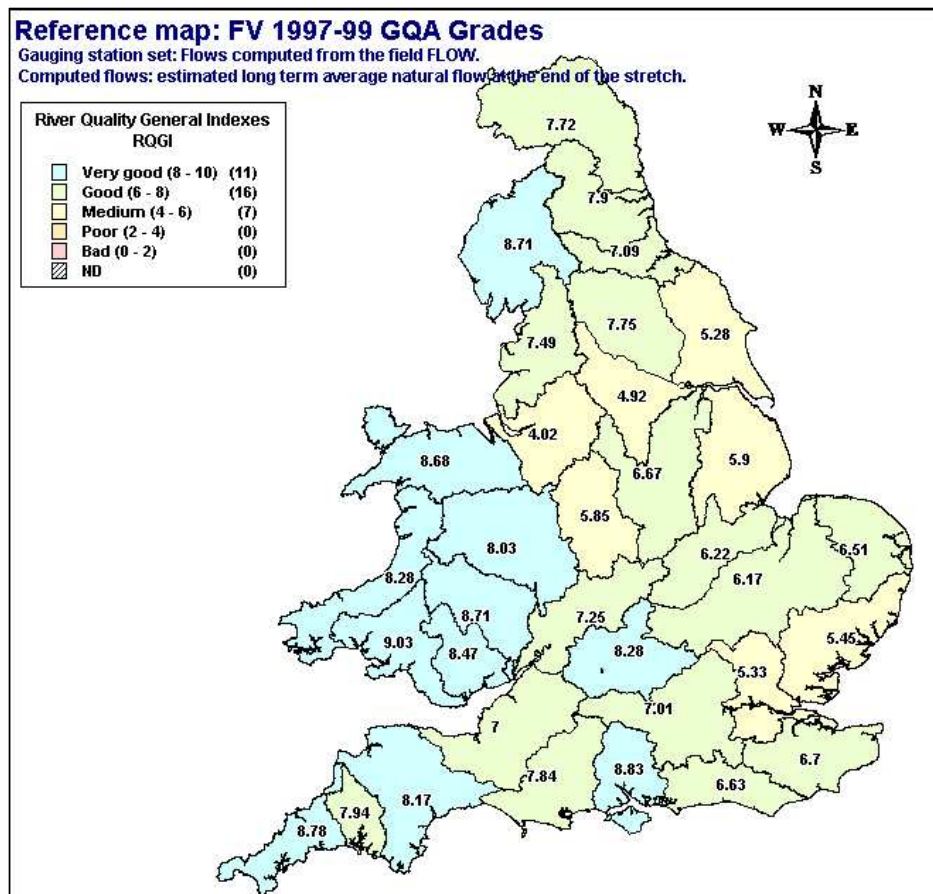 Reference map: FV 1997-99 GQA Grades
Gauging station set: Flows computed from the field FLOW.
Computed flows: estimated long term average natural flow at the end of the stretch.
River Quality General Indexes
RQGI
Very good (8 - 10) (11)
Good (6 - 8) (16)
Medium (4 - 6) (7)
Poor (2 - 4) (0)
Bad (0 - 2) (0)
ND (0)
N
W E
S
7.72
7.9
8.71
7.09
7.75
5.28
7.49
4.92
4.02
8.68
6.67
5.9
5.85
8.03
6.22
6.51
6.17
8.28
8.71
7.25
9.03
8.47
8.28
5.45
5.33
7.01
7
6.7
7.84
8.83
6.63
8.17
7.94
8.78